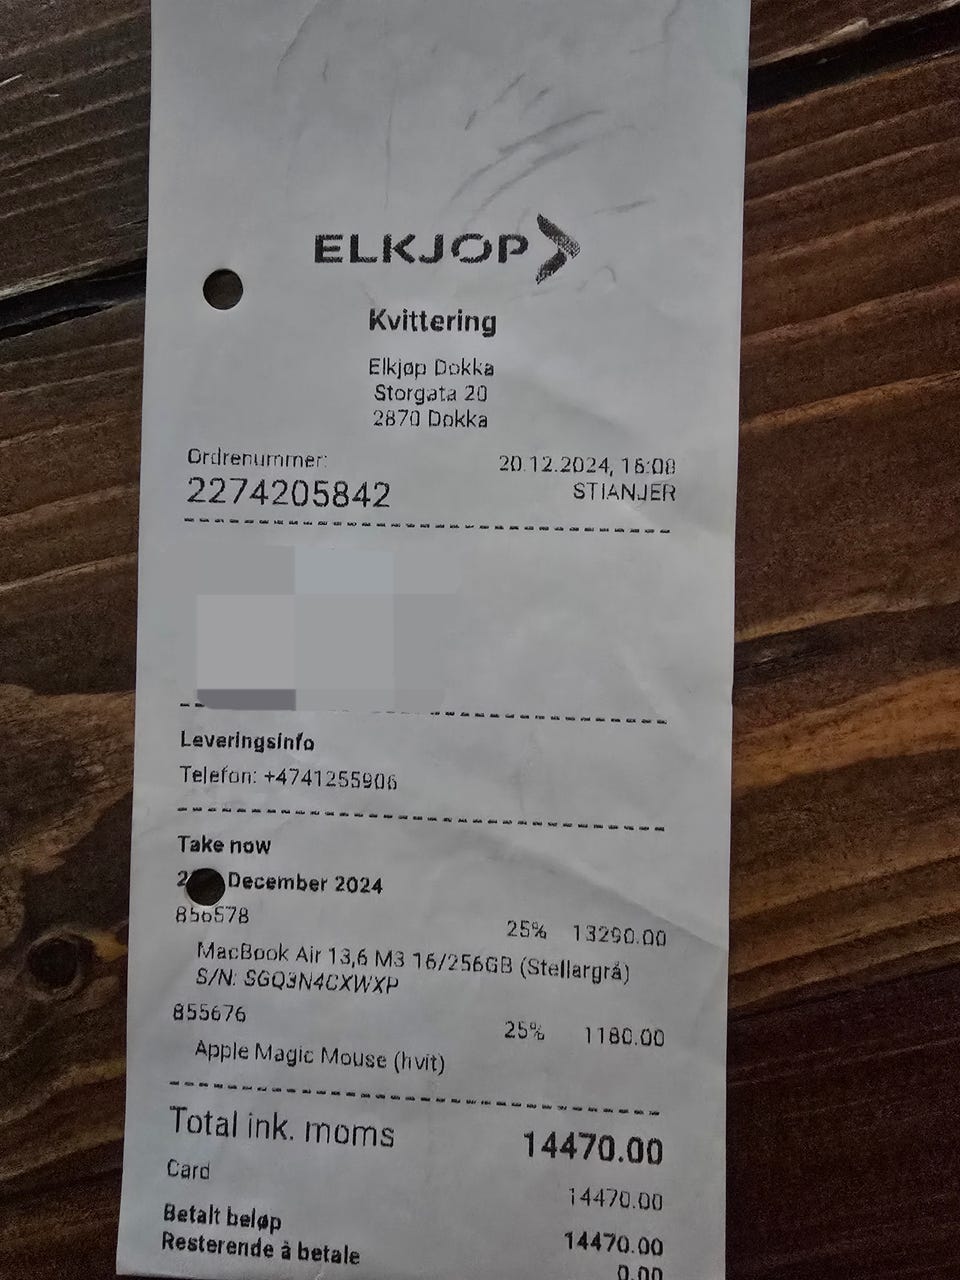 ELKJØP
Kvittering
Elkjøp Dokka
Storgata 20
2870 Dokka
Ordrenummer:
20.12.2024, 16:08
2274205842
STIANJER
Leveringsinfo
Telefon: +4741255906
Take now
December 2024
856578 25% 13290.00
MacBook Air 13,6 M3 16/256GB (Stellargrå)
S/N: SGQ3N4CXWXP
855676 25% 1180.00
Apple Magic Mouse (hvit)
Total ink. moms 14470.00
Card 14470.00
Betalt beløp 14470.00
Resterende å betale 0.00